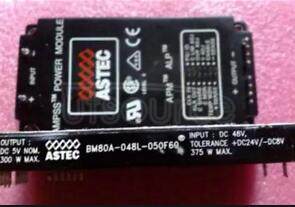 + INPUT -
AMPSS™ POWER MODULE
ASTEC
APM™ ALP™
- OUTPUT +
OUTPUT:
DC 5V NOM.
300 W MAX.
ASTEC
BM80A-048L-050F60
INPUT: DC 48V,
TOLERANCE +DC24V/-DC8V
375 W MAX.